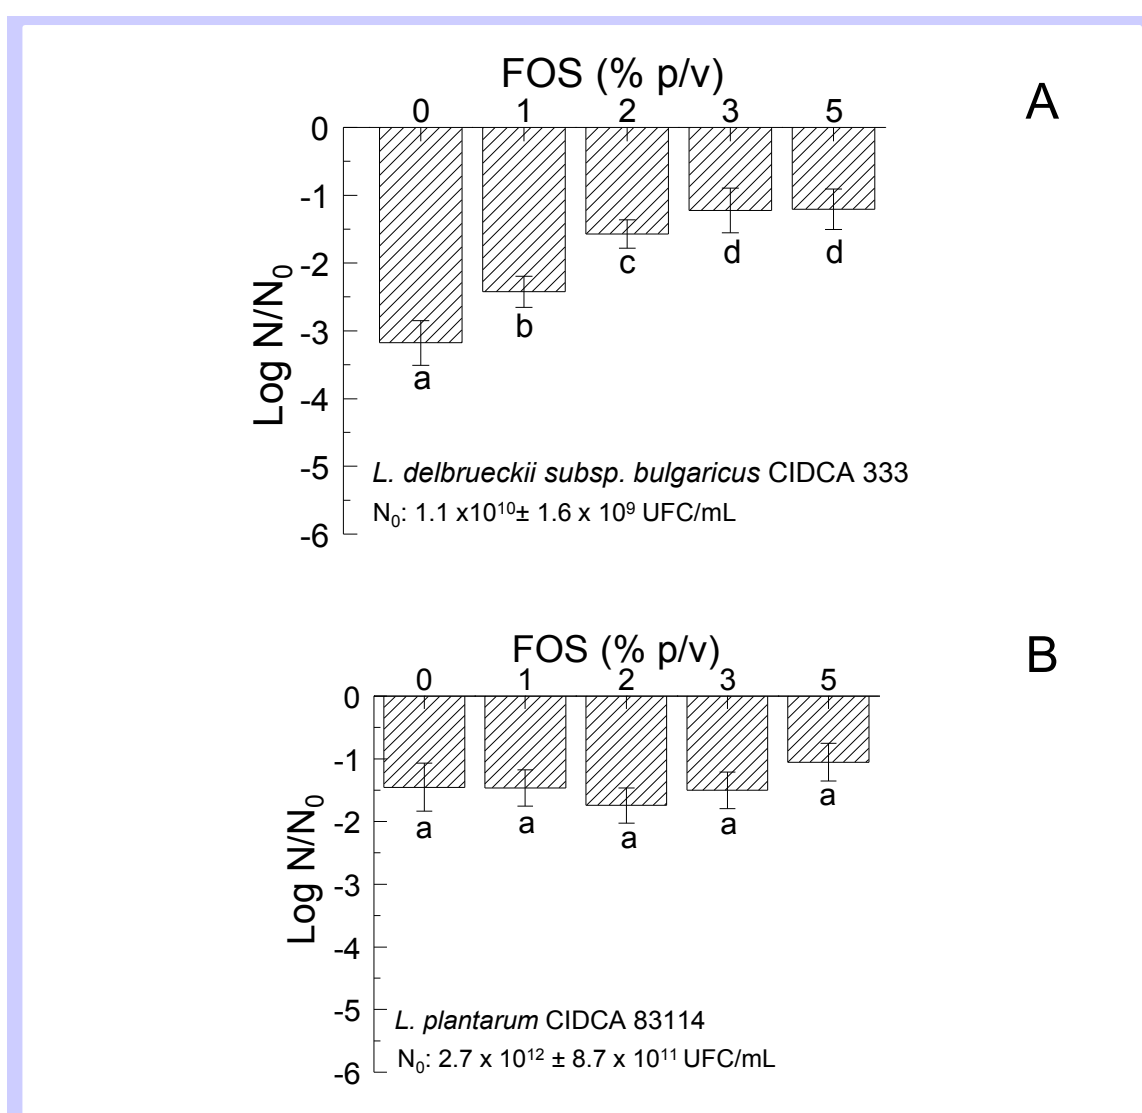 FOS (% p/v)
A
0 1 2 3 5
0
-1
-2
-3
-4
-5
-6
Log N/N₀
a b c d d
L. delbrueckii subsp. bulgaricus CIDCA 333
N₀: 1.1 x10¹⁰± 1.6 x 10⁹ UFC/mL
FOS (% p/v)
B
0 1 2 3 5
0
-1
-2
-3
-4
-5
-6
Log N/N₀
a a a a a
L. plantarum CIDCA 83114
N₀: 2.7 x 10¹² ± 8.7 x 10¹¹ UFC/mL